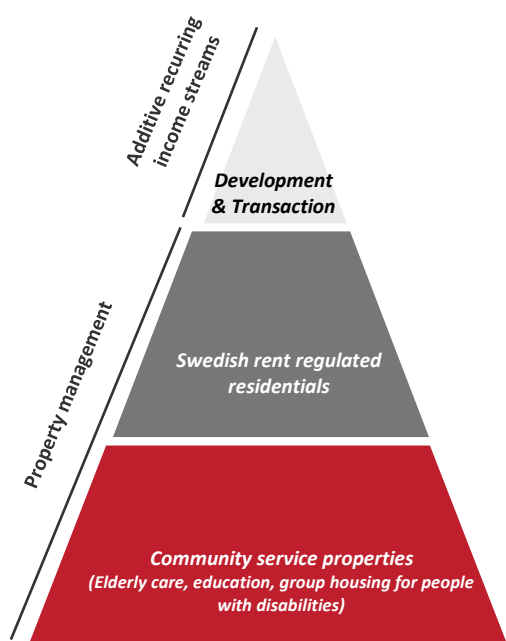 Additive recurring
income streams
Development
& Transaction
Property management
Swedish rent regulated
residentials
Community service properties
(Elderly care, education, group housing for people
with disabilities)